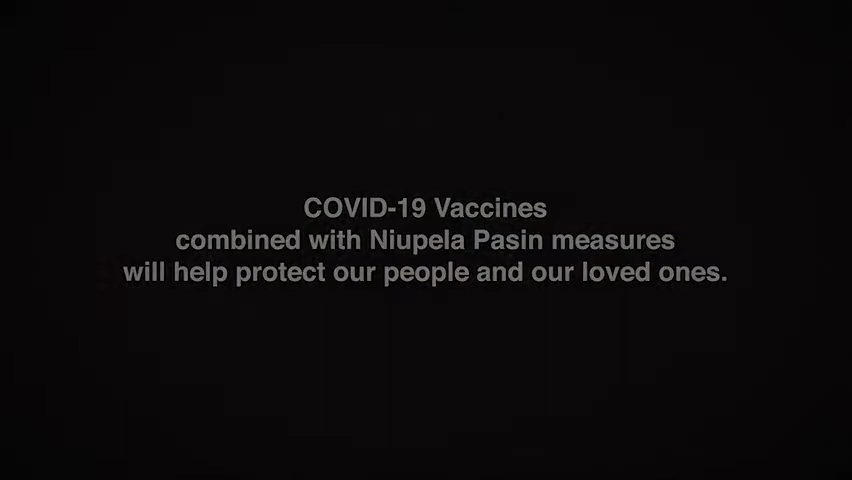 COVID-19 Vaccines
combined with Niupela Pasin measures
will help protect our people and our loved ones.